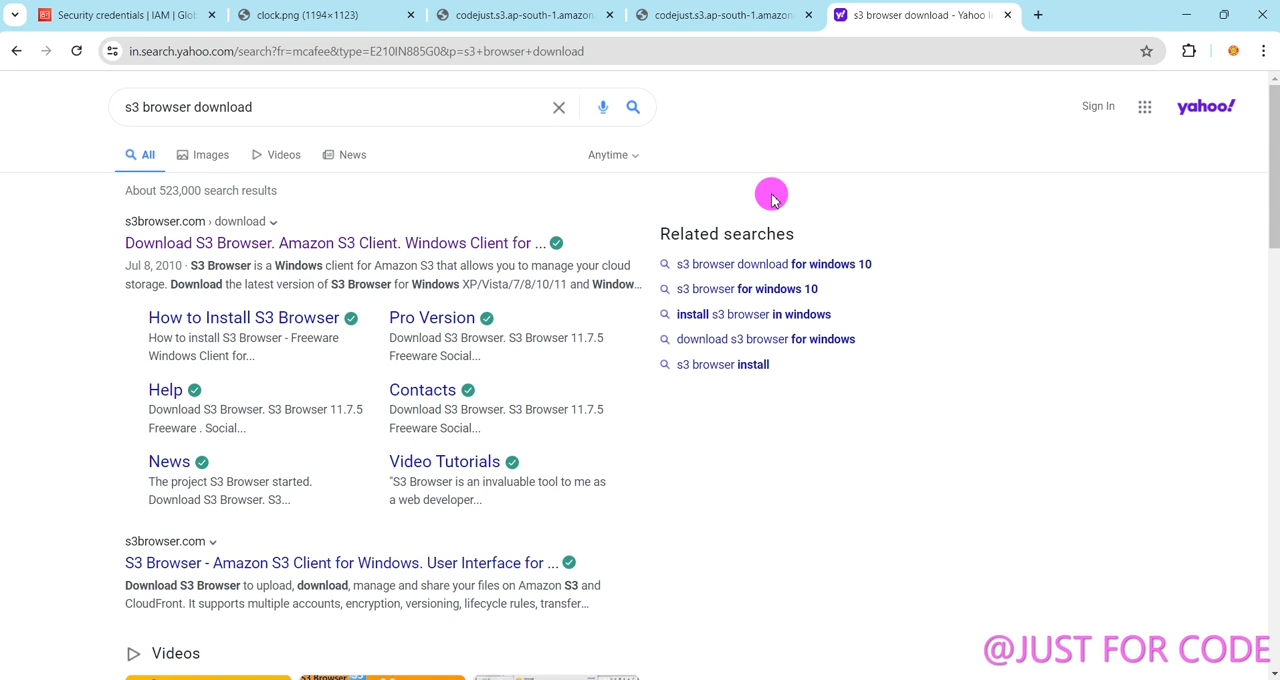 Security credentials | IAM | Glob
clock.png (1194×1123)
codejust.s3.ap-south-1.amazon
codejust.s3.ap-south-1.amazon
s3 browser download - Yahoo I
in.search.yahoo.com/search?fr=mcafee&type=E210IN885G0&p=s3+browser+download
s3 browser download
Sign In
yahoo!
All
Images
Videos
News
Anytime
About 523,000 search results
s3browser.com › download
Download S3 Browser. Amazon S3 Client. Windows Client for ...
Jul 8, 2010 · S3 Browser is a Windows client for Amazon S3 that allows you to manage your cloud
storage. Download the latest version of S3 Browser for Windows XP/Vista/7/8/10/11 and Window...
How to Install S3 Browser
How to install S3 Browser - Freeware
Windows Client for...
Pro Version
Download S3 Browser. S3 Browser 11.7.5
Freeware Social...
Help
Download S3 Browser. S3 Browser 11.7.5
Freeware . Social...
Contacts
Download S3 Browser. S3 Browser 11.7.5
Freeware Social...
News
The project S3 Browser started.
Download S3 Browser. S3...
Video Tutorials
"S3 Browser is an invaluable tool to me as
a web developer...
s3browser.com
S3 Browser - Amazon S3 Client for Windows. User Interface for ...
Download S3 Browser to upload, download, manage and share your files on Amazon S3 and
CloudFront. It supports multiple accounts, encryption, versioning, lifecycle rules, transfer...
Videos
Related searches
s3 browser download for windows 10
s3 browser for windows 10
install s3 browser in windows
download s3 browser for windows
s3 browser install
@JUST FOR CODE